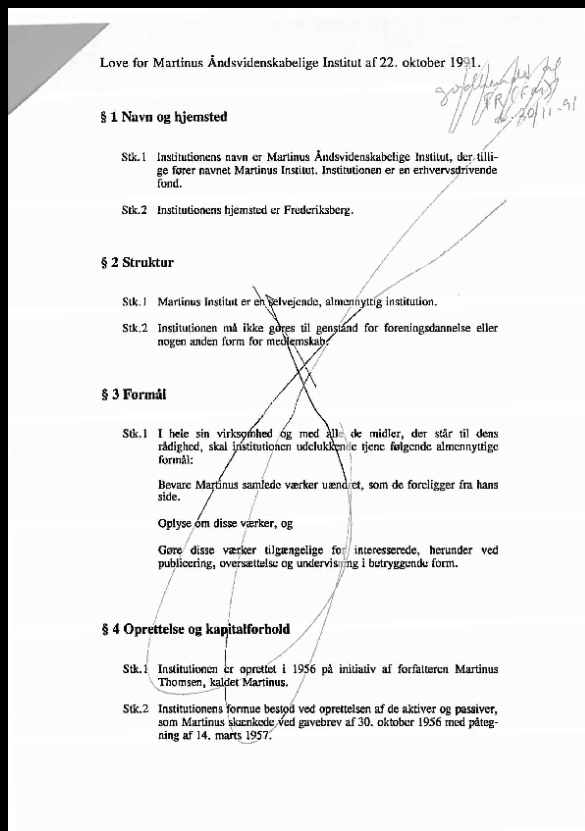 Love for Martinus Åndsvidenskabelige Institut af 22. oktober 1991.
PR (
30/11-91
§ 1 Navn og hjemsted
Stk.1 Institutionens navn er Martinus Åndsvidenskabelige Institut, der tilli-
ge fører navnet Martinus Institut. Institutionen er en erhvervsdrivende
fond.
Stk.2 Institutionens hjemsted er Frederiksberg.
§ 2 Struktur
Stk.1 Martinus Institut er en selvejende, almennyttig institution.
Stk.2 Institutionen må ikke gøres til genstand for foreningsdannelse eller
nogen anden form for medlemskab.
§ 3 Formål
Stk.1 I hele sin virksomhed og med alle de midler, der står til dens
rådighed, skal institutionen udelukkende tjene følgende almennyttige
formål:
Bevare Martinus samlede værker uændret, som de foreligger fra hans
side.
Oplyse om disse værker, og
Gøre disse værker tilgængelige for interesserede, herunder ved
publicering, oversættelse og undervisning i betryggende form.
§ 4 Oprettelse og kapitalforhold
Stk.1 Institutionen er oprettet i 1956 på initiativ af forfatteren Martinus
Thomsen, kaldet Martinus.
Stk.2 Institutionens formue bestod ved oprettelsen af de aktiver og passiver,
som Martinus skænkede ved gavebrev af 30. oktober 1956 med påteg-
ning af 14. marts 1957.